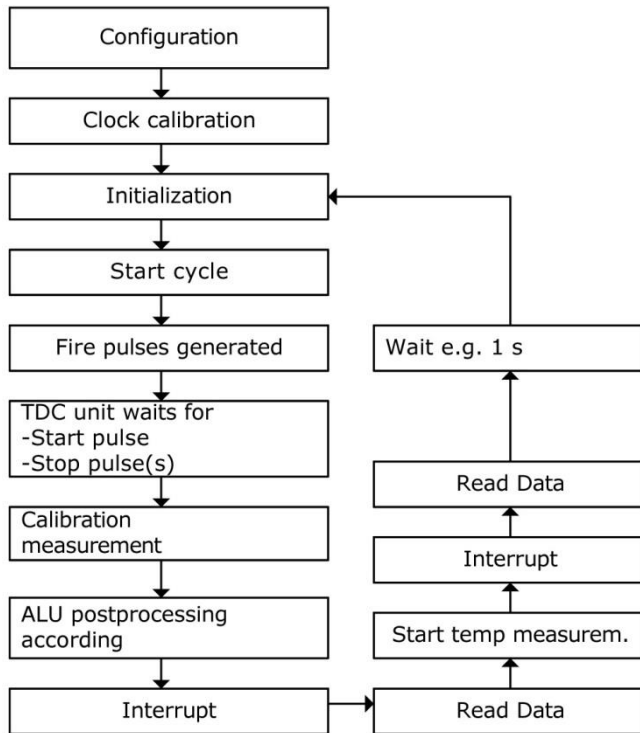 Configuration
Clock calibration
Initialization
Start cycle
Fire pulses generated
TDC unit waits for
-Start pulse
-Stop pulse(s)
Calibration
measurement
ALU postprocessing
according
Interrupt
Read Data
Start temp measurem.
Interrupt
Read Data
Wait e.g. 1 s